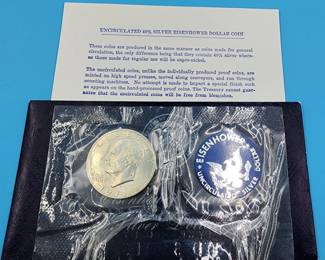 UNCIRCULATED 40% SILVER EISENHOWER DOLLAR COIN
These coins are produced in the same manner as coins made for general
circulation, the only difference being that they contain 40% silver where-
as those made for regular use will be cupro-nickel.
The uncirculated coins, unlike the individually produced proof coins, are
minted on high speed presses, moved along conveyors, and run through
counting machines. No attempt is made to impart a special finish such
as appears on the hand-processed proof coins. The Treasury cannot guar-
antee that the uncirculated coins will be free from blemishes.
EISENHOWER
DOLLAR
UNCIRCULATED SILVER